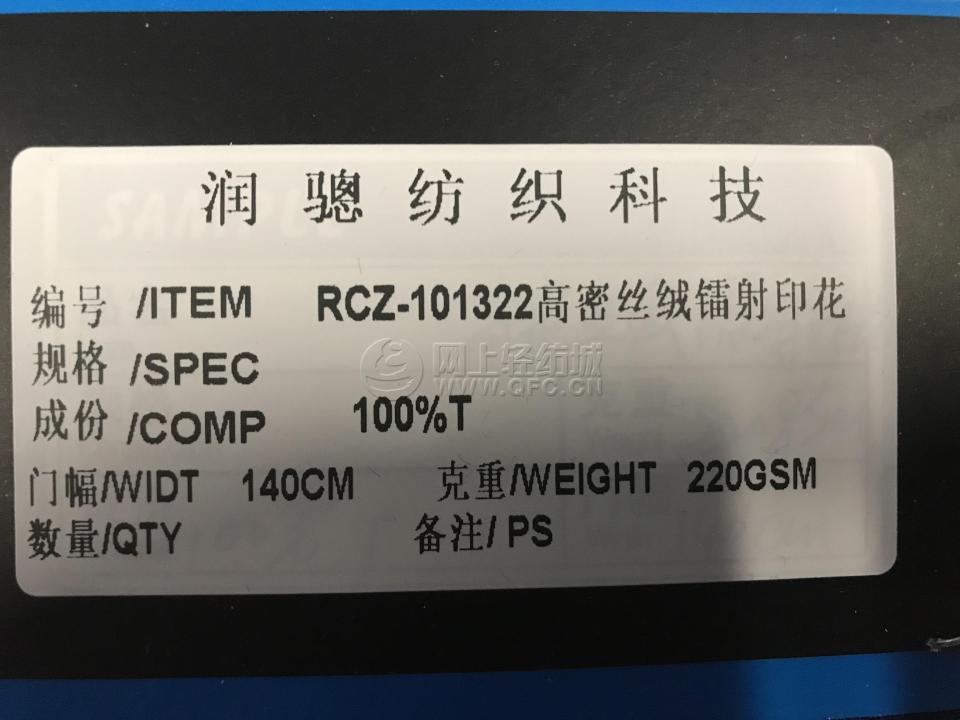 润骢纺织科技
SAMPLE
编号 /ITEM RCZ-101322高密丝绒镭射印花
规格 /SPEC
网上轻纺城
WWW.QFC.CN
成份 /COMP 100%T
门幅/WIDT 140CM 克重/WEIGHT 220GSM
数量/QTY 备注/ PS